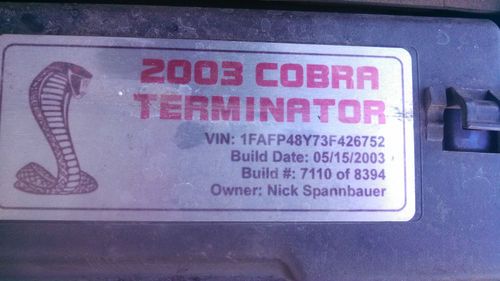 2003 COBRA
TERMINATOR
VIN: 1FAFP48Y73F426752
Build Date: 05/15/2003
Build #: 7110 of 8394
Owner: Nick Spannbauer